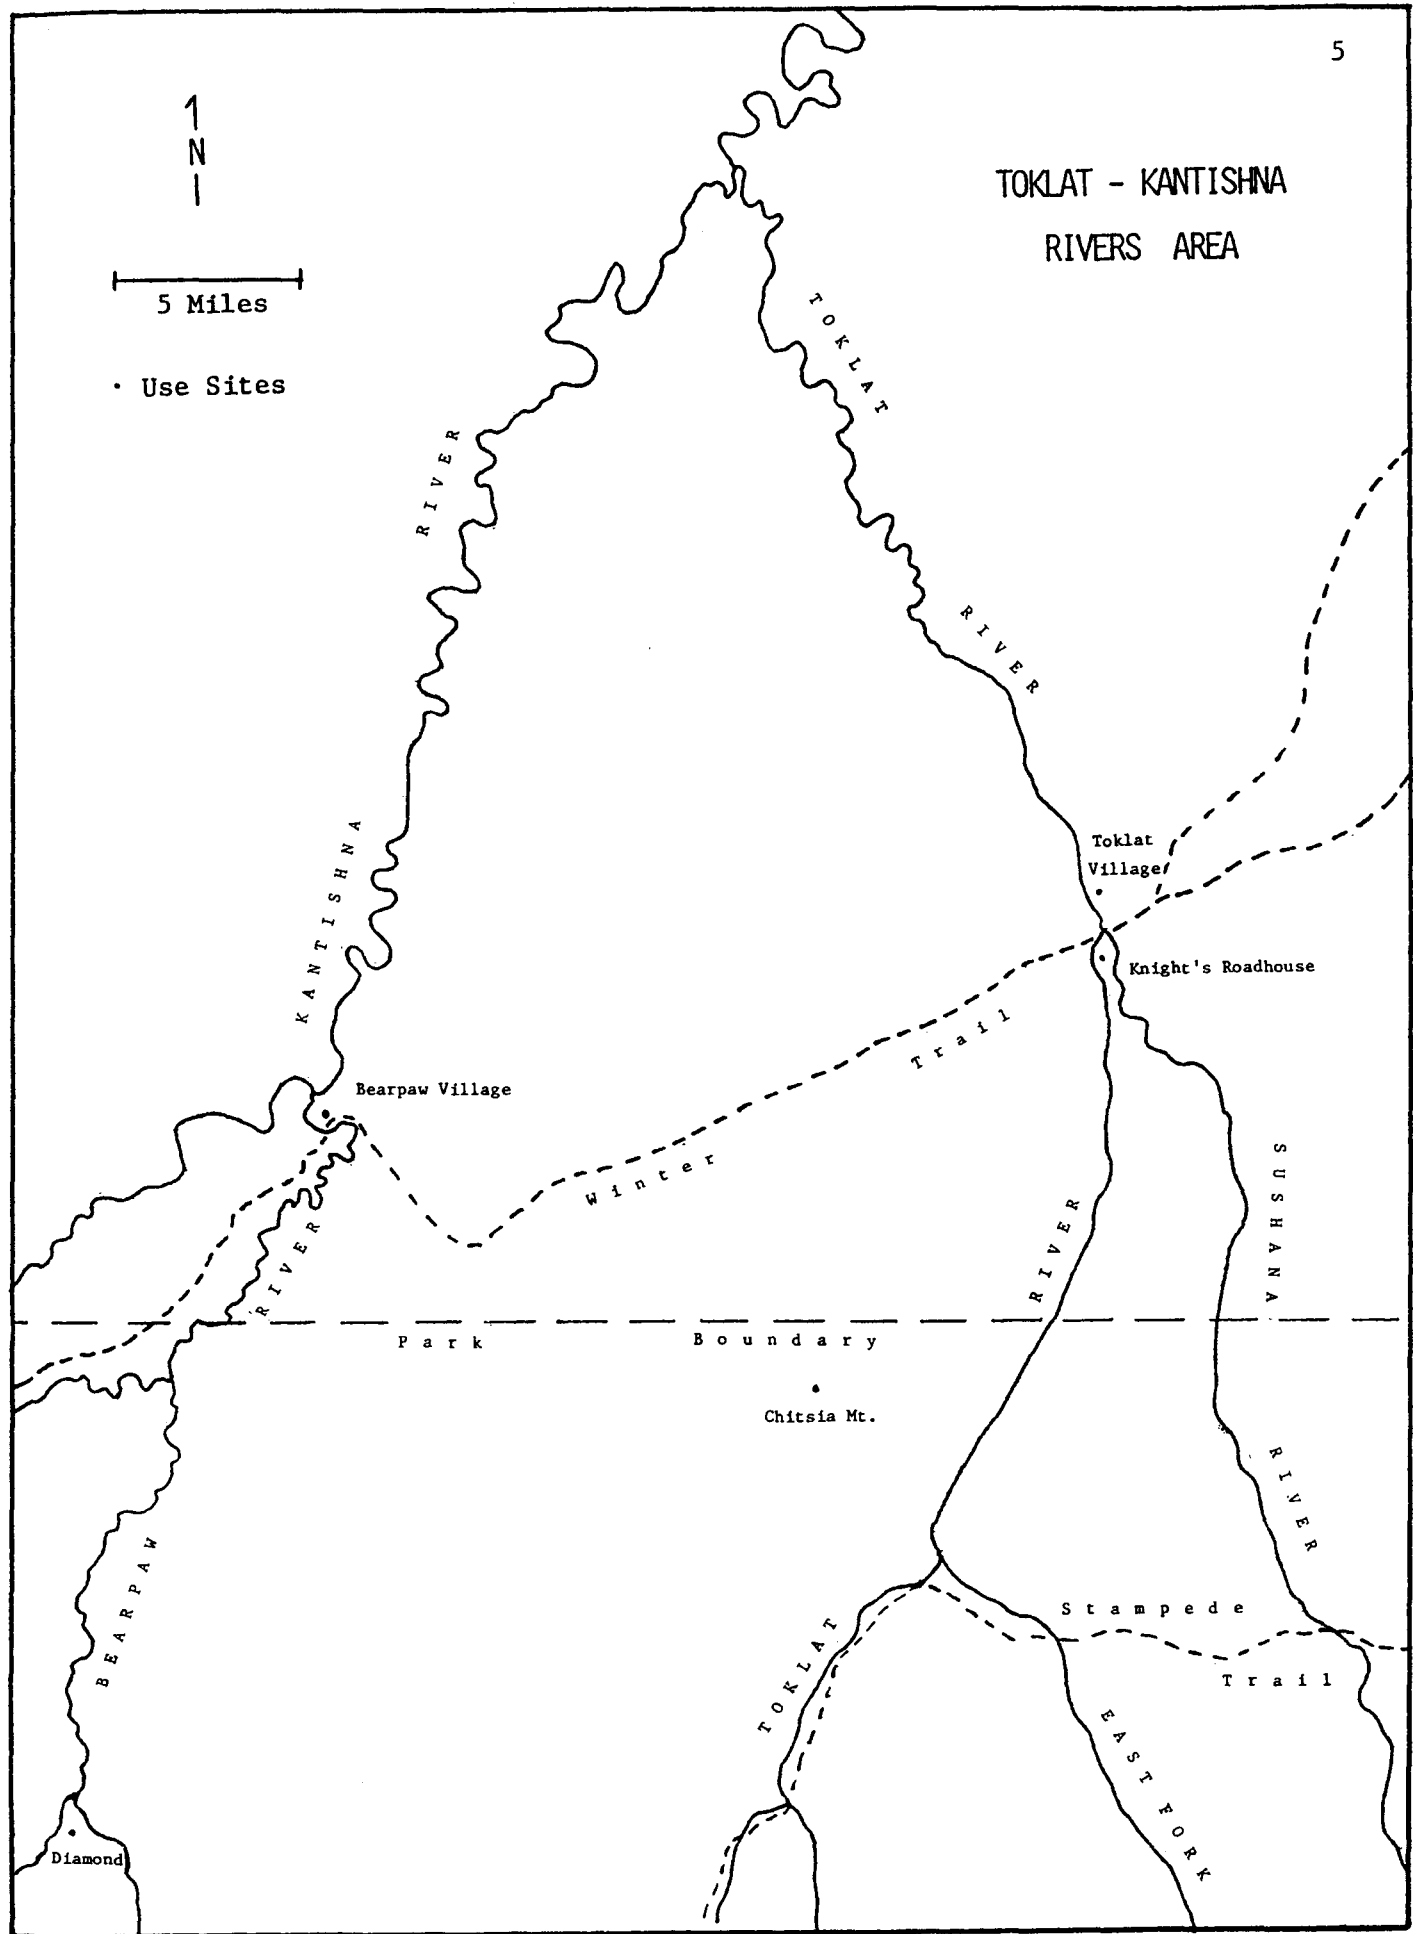 5
1
N
TOKLAT - KANTISHNA
RIVERS AREA
5 Miles
· Use Sites
TOKLAT
RIVER
RIVER
KANTISHNA
Toklat
Village
Knight's Roadhouse
Winter Trail
Bearpaw Village
RIVER
RIVER
SUSHANA
Park Boundary
Chitsia Mt.
RIVER
BEARPAW
Stampede
Trail
TOKLAT
EAST FORK
Diamond